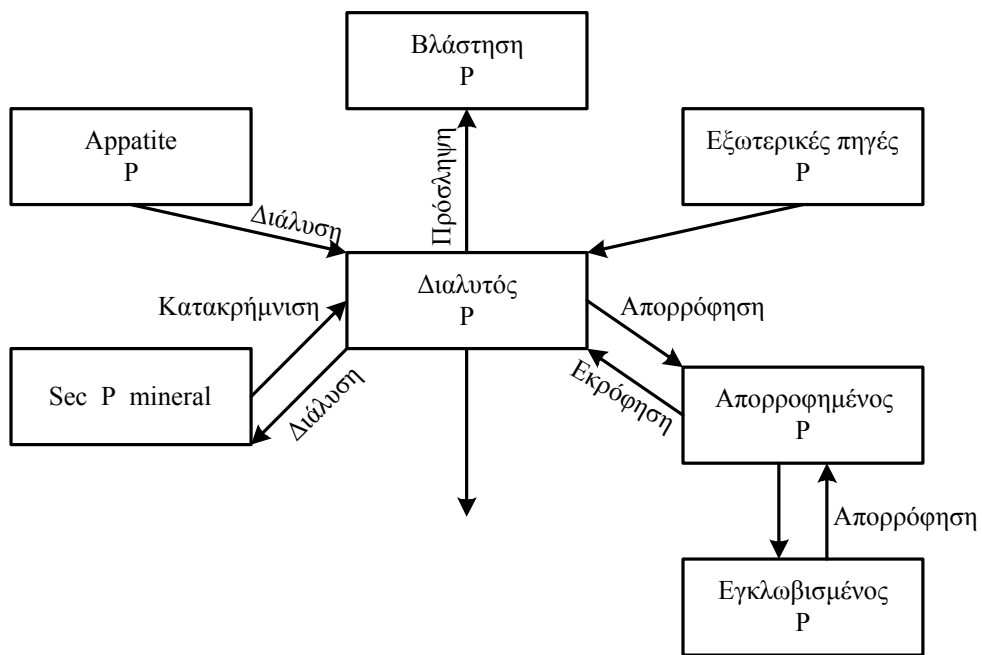 Βλάστηση
P
Appatite
P
Εξωτερικές πηγές
P
Πρόσληψη
Διάλυση
Διαλυτός
P
Κατακρήμνιση
Απορρόφηση
Sec P mineral
Διάλυση
Εκρόφηση
Απορροφημένος
P
Απορρόφηση
Εγκλωβισμένος
P